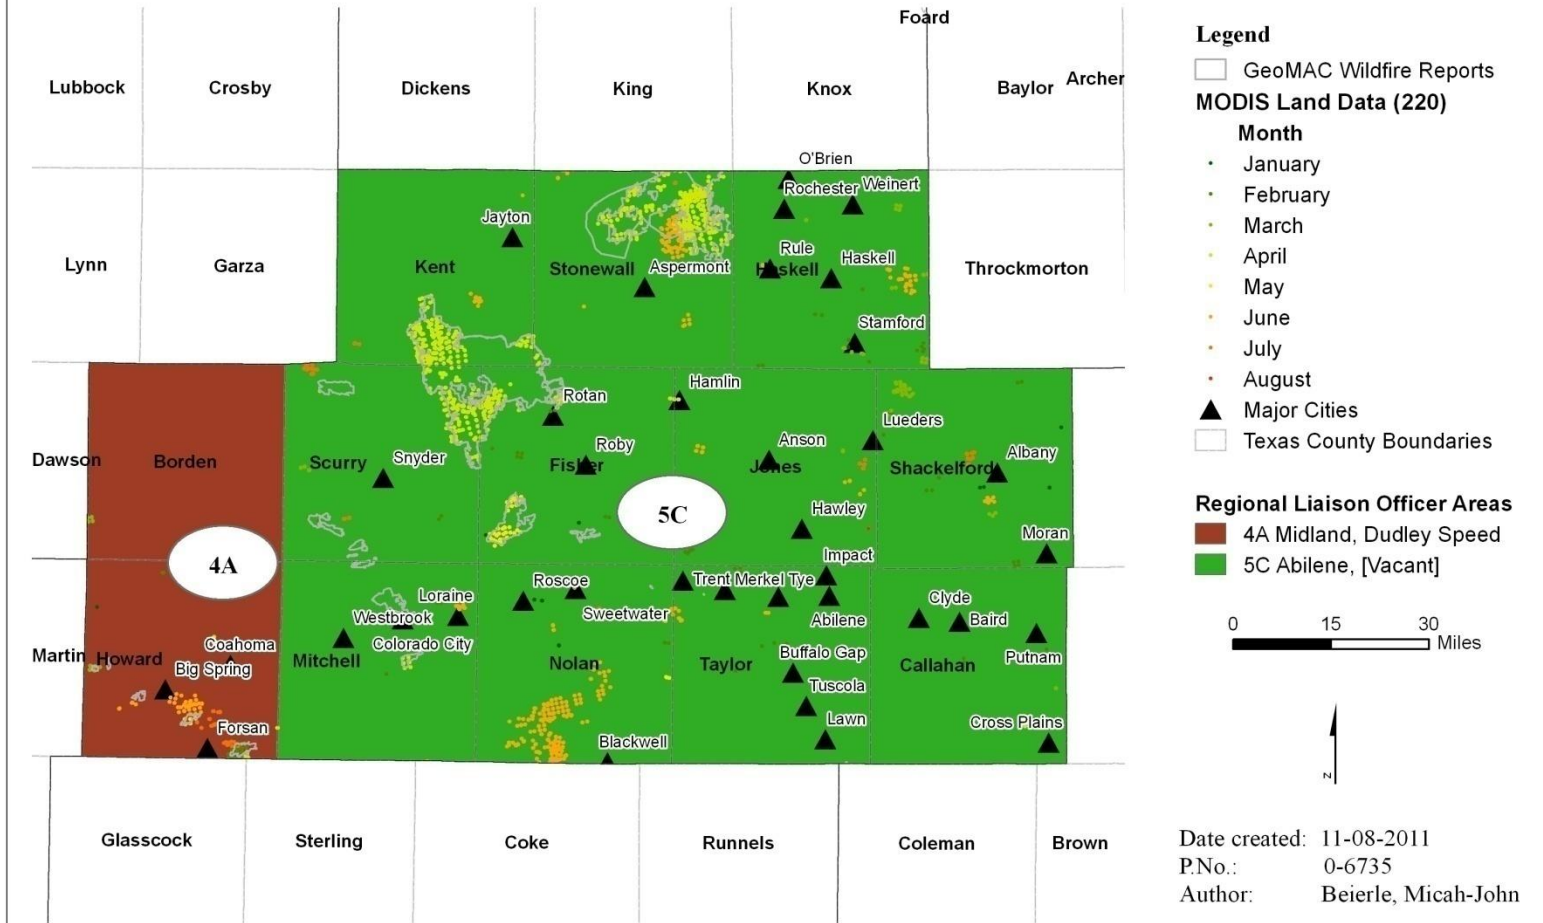 Foard
Lubbock
Crosby
Dickens
King
Knox
Baylor
Archer
O'Brien
Rochester
Weinert
Jayton
Lynn
Garza
Kent
Stonewall
Aspermont
Rule
Haskell
Haskell
Throckmorton
Stamford
Hamlin
Rotan
Lueders
Anson
Roby
Dawson
Borden
Scurry
Snyder
Fisher
Jones
Shackelford
Albany
5C
Hawley
Moran
4A
Impact
Roscoe
Trent
Merkel
Tye
Loraine
Westbrook
Sweetwater
Abilene
Clyde
Baird
Colorado City
Coahoma
Martin
Howard
Big Spring
Mitchell
Nolan
Taylor
Buffalo Gap
Callahan
Putnam
Tuscola
Forsan
Lawn
Cross Plains
Blackwell
Glasscock
Sterling
Coke
Runnels
Coleman
Brown
Legend
GeoMAC Wildfire Reports
MODIS Land Data (220)
Month
January
February
March
April
May
June
July
August
Major Cities
Texas County Boundaries
Regional Liaison Officer Areas
4A Midland, Dudley Speed
5C Abilene, [Vacant]
0 15 30
Miles
N
Date created: 11-08-2011
P.No.: 0-6735
Author: Beierle, Micah-John